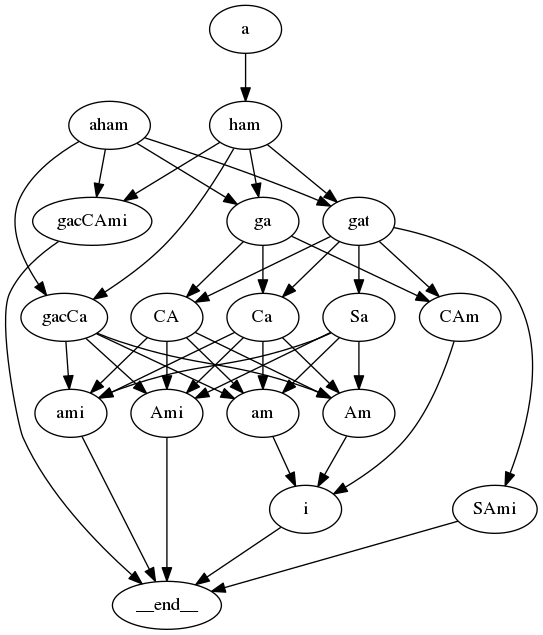 a
aham ham
gacCAmi ga gat
gacCa CA Ca Sa CAm
ami Ami am Am
i SAmi
__end__